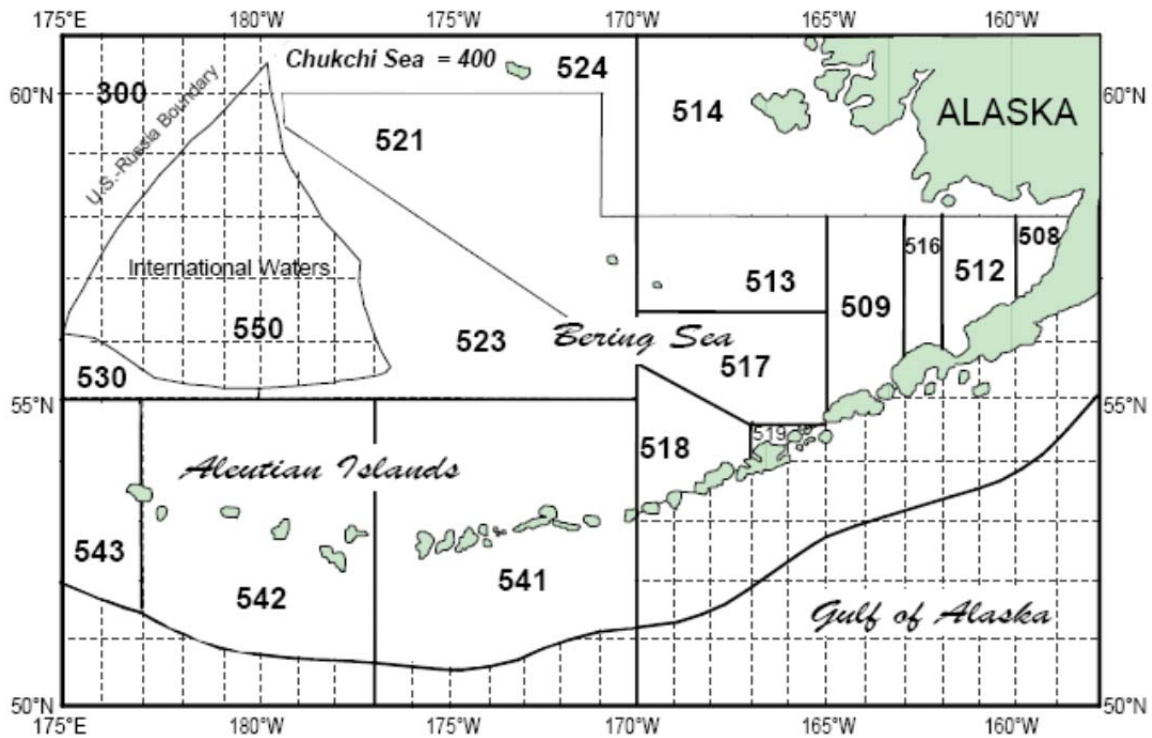 175°E 180°W 175°W 170°W 165°W 160°W
Chukchi Sea = 400
524
300
60°N
60°N
U.S.-Russia Boundary
514
ALASKA
521
516
508
International Waters
513
512
509
550
523
Bering Sea
517
530
55°N
55°N
519
518
Aleutian Islands
543
541
542
Gulf of Alaska
50°N
50°N
175°E 180°W 175°W 170°W 165°W 160°W